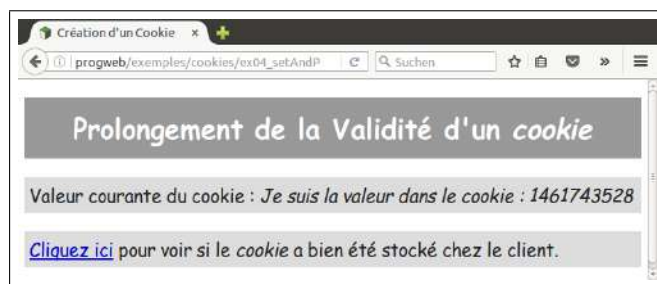 Création d'un Cookie
progweb/exemples/cookies/ex04_setAndP
Suchen
Prolongement de la Validité d'un cookie
Valeur courante du cookie : Je suis la valeur dans le cookie : 1461743528
Cliquez ici pour voir si le cookie a bien été stocké chez le client.